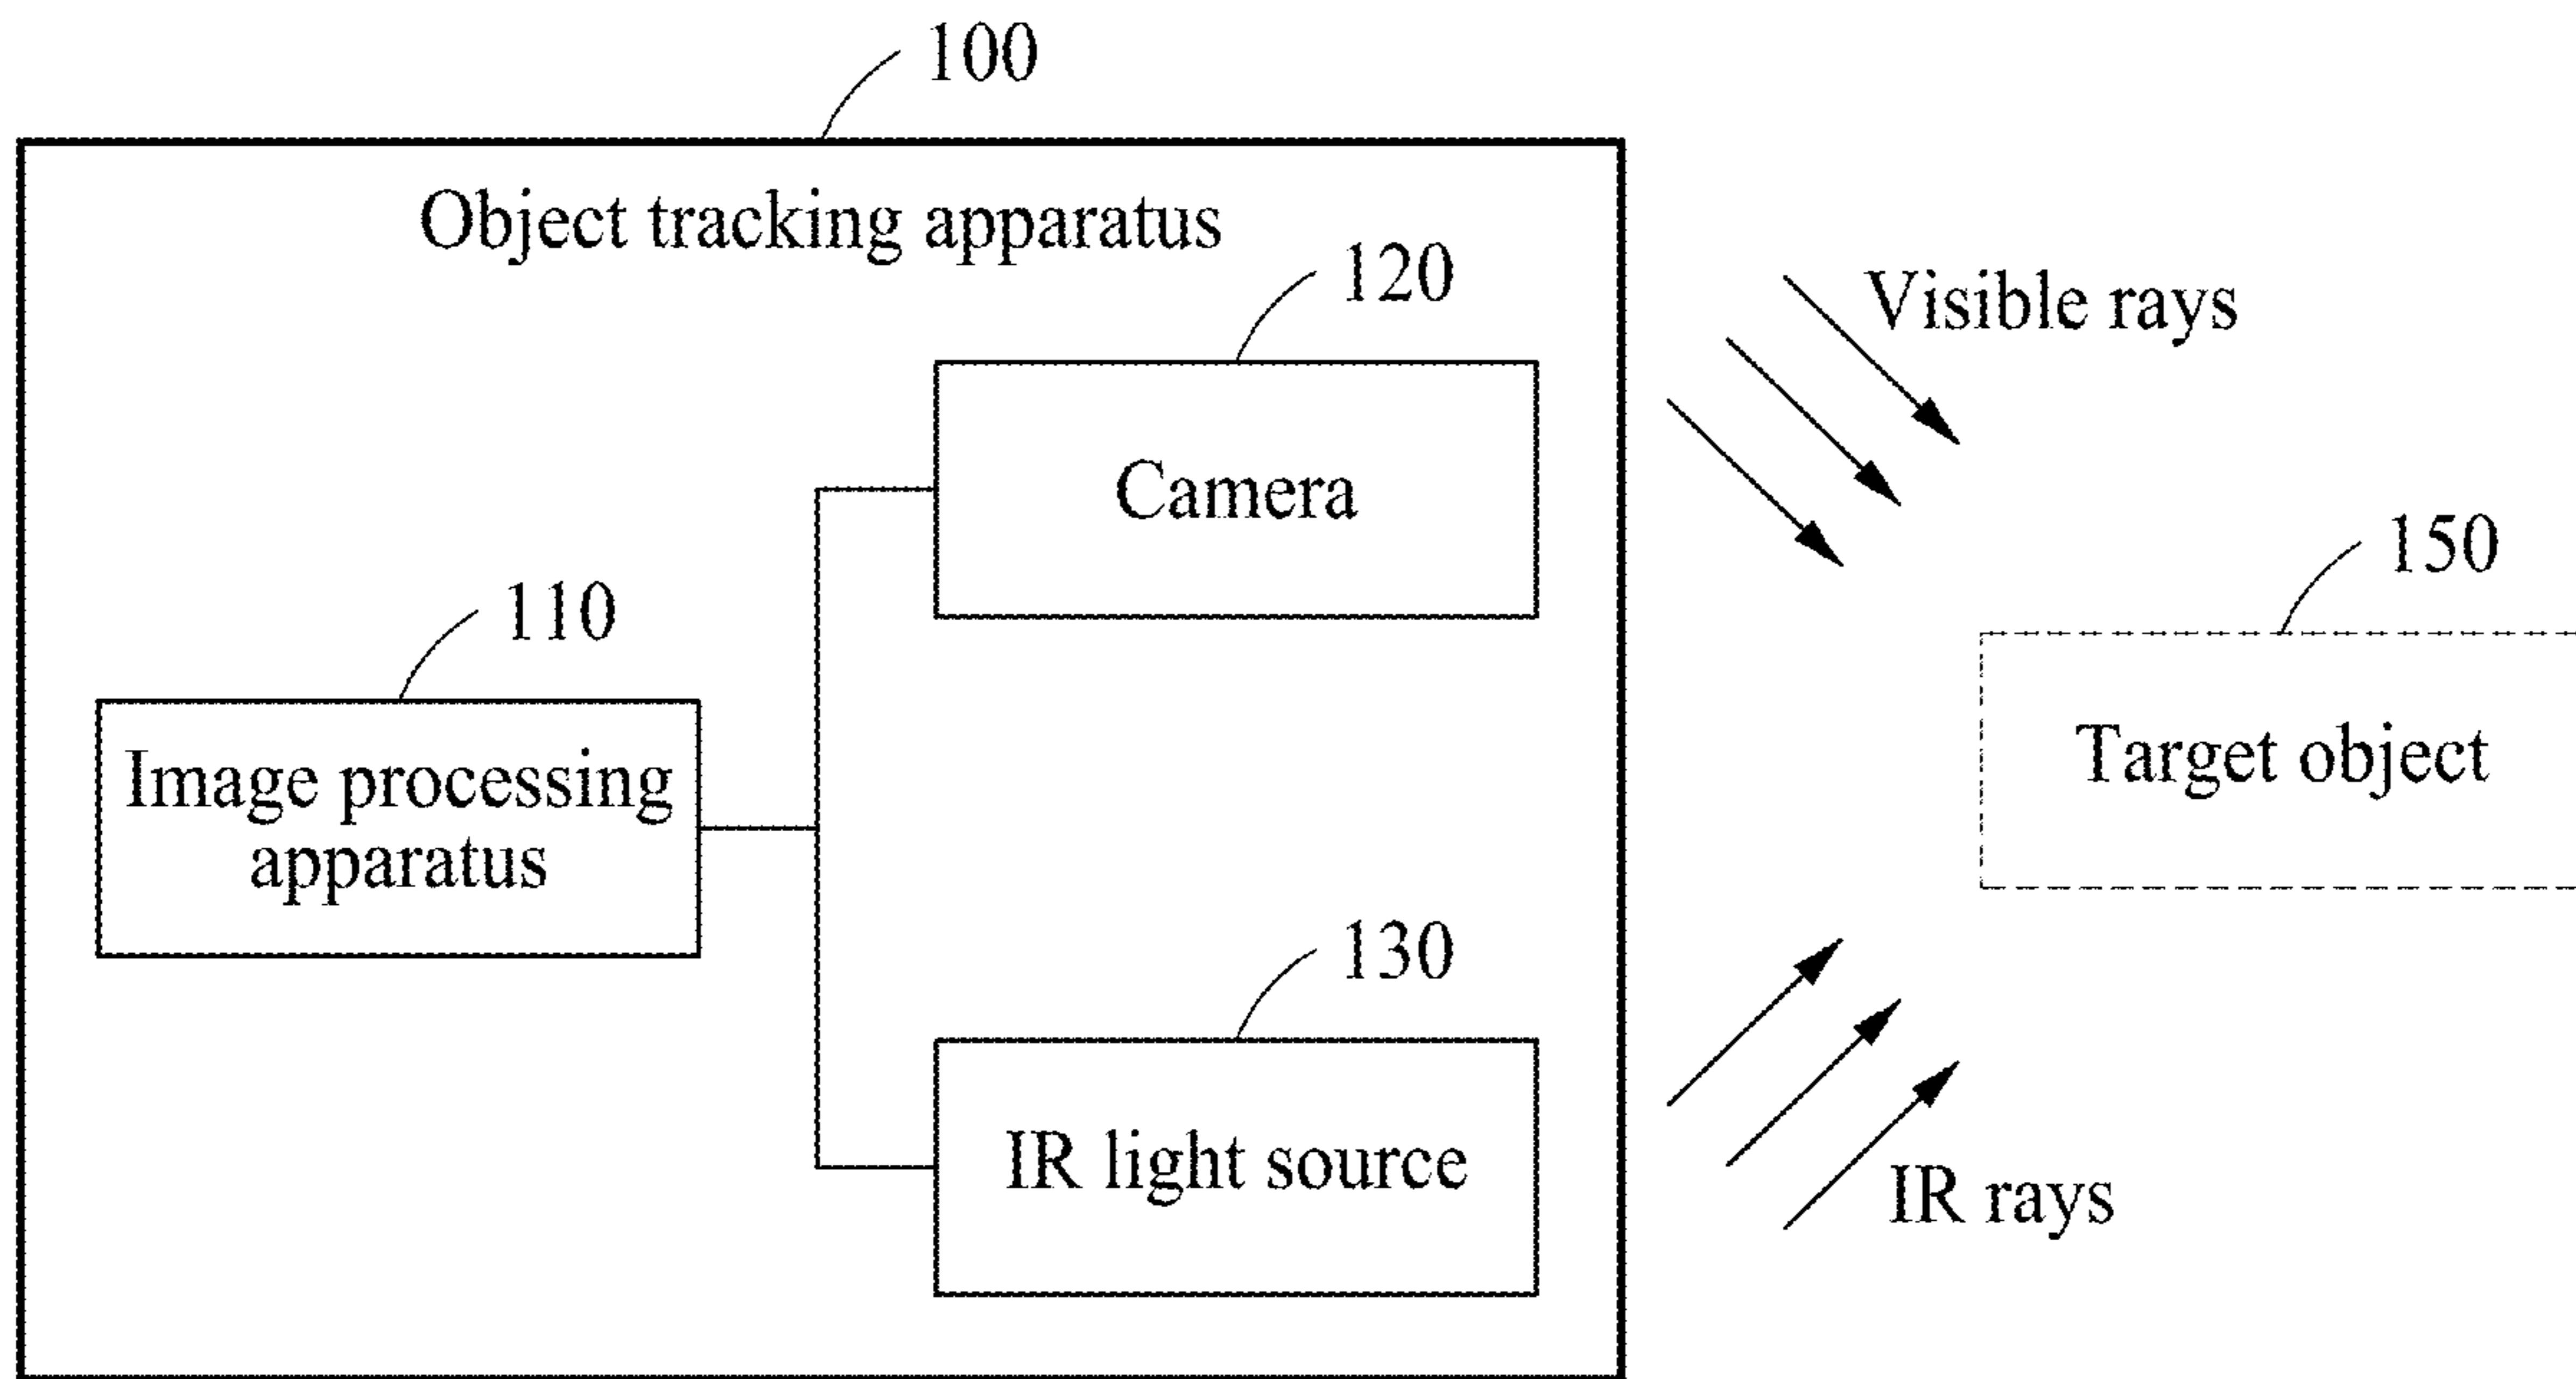 100
Object tracking apparatus
120
Visible rays
Camera
150
110
Target object
Image processing
apparatus
130
IR light source
IR rays